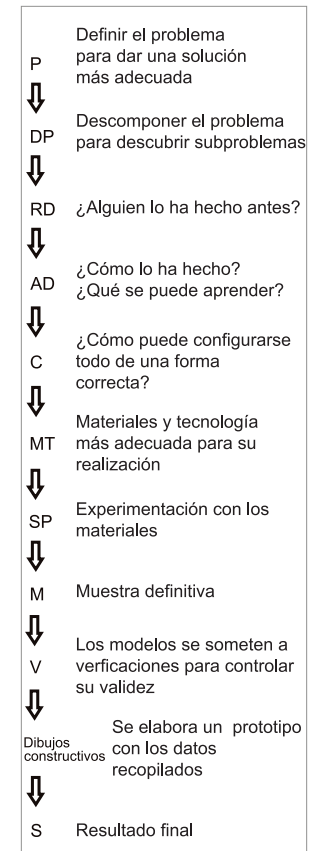 Definir el problema
P para dar una solución
más adecuada
Descomponer el problema
DP para descubrir subproblemas
RD ¿Alguien lo ha hecho antes?
¿Cómo lo ha hecho?
AD ¿Qué se puede aprender?
¿Cómo puede configurarse
C todo de una forma
correcta?
Materiales y tecnología
MT más adecuada para su
realización
SP Experimentación con los
materiales
M Muestra definitiva
Los modelos se someten a
V verficaciones para controlar
su validez
Se elabora un prototipo
Dibujos con los datos
constructivos recopilados
S Resultado final